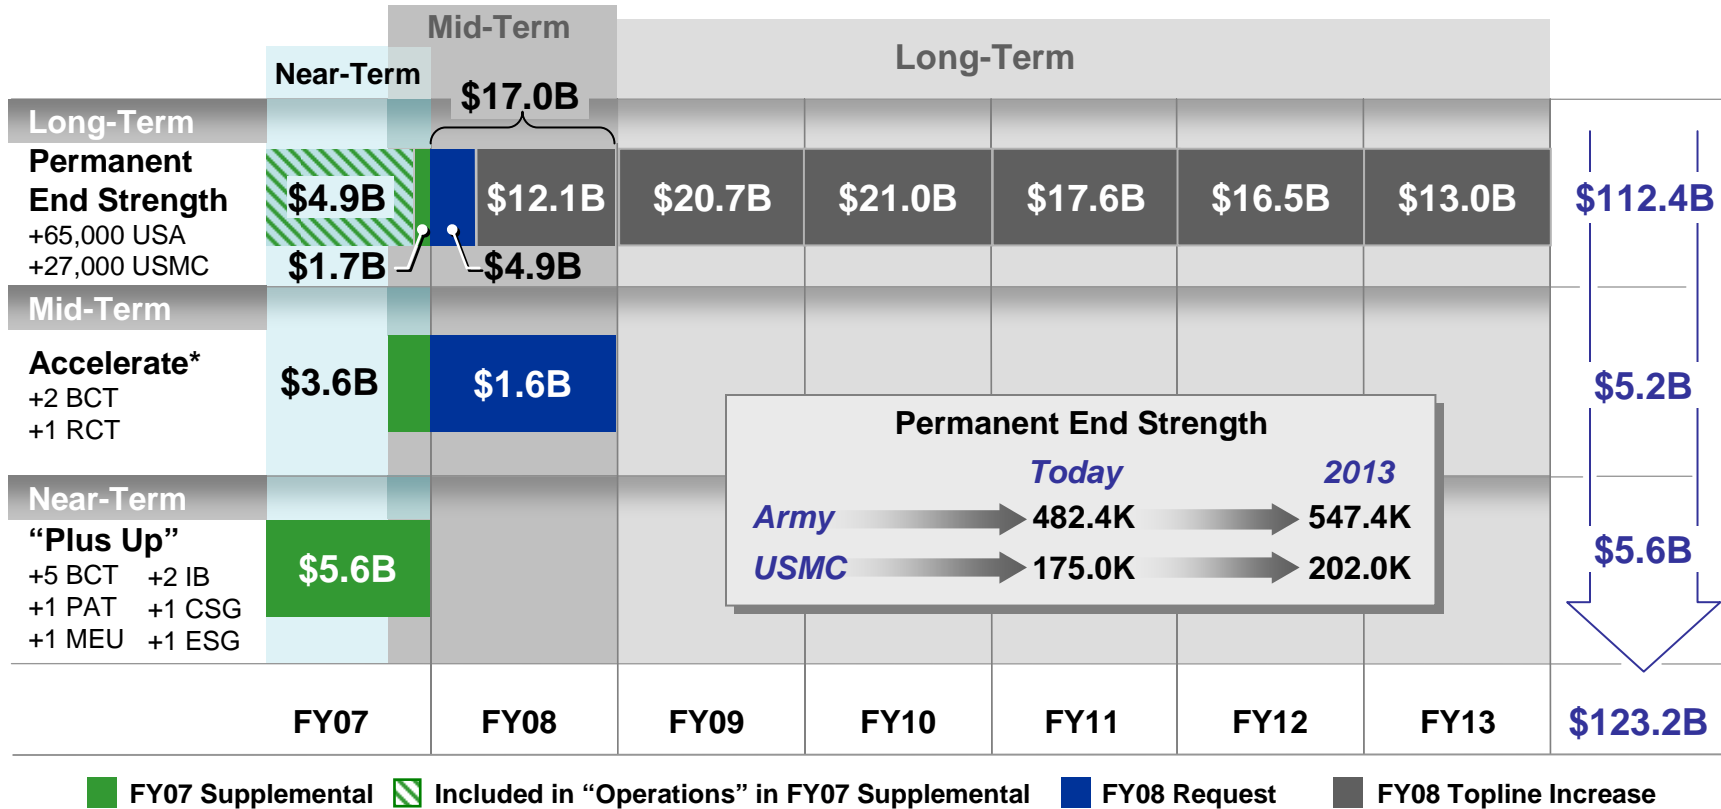 Mid-Term
Long-Term
Near-Term
$17.0B
Long-Term
Permanent
End Strength
+65,000 USA
+27,000 USMC
$4.9B
$12.1B
$20.7B
$21.0B
$17.6B
$16.5B
$13.0B
$112.4B
$1.7B
$4.9B
Mid-Term
Accelerate*
+2 BCT
+1 RCT
$3.6B
$1.6B
$5.2B
Permanent End Strength
Today 2013
Army 482.4K 547.4K
USMC 175.0K 202.0K
Near-Term
“Plus Up”
+5 BCT +2 IB
+1 PAT +1 CSG
+1 MEU +1 ESG
$5.6B
$5.6B
FY07 FY08 FY09 FY10 FY11 FY12 FY13 $123.2B
FY07 Supplemental Included in “Operations” in FY07 Supplemental FY08 Request FY08 Topline Increase